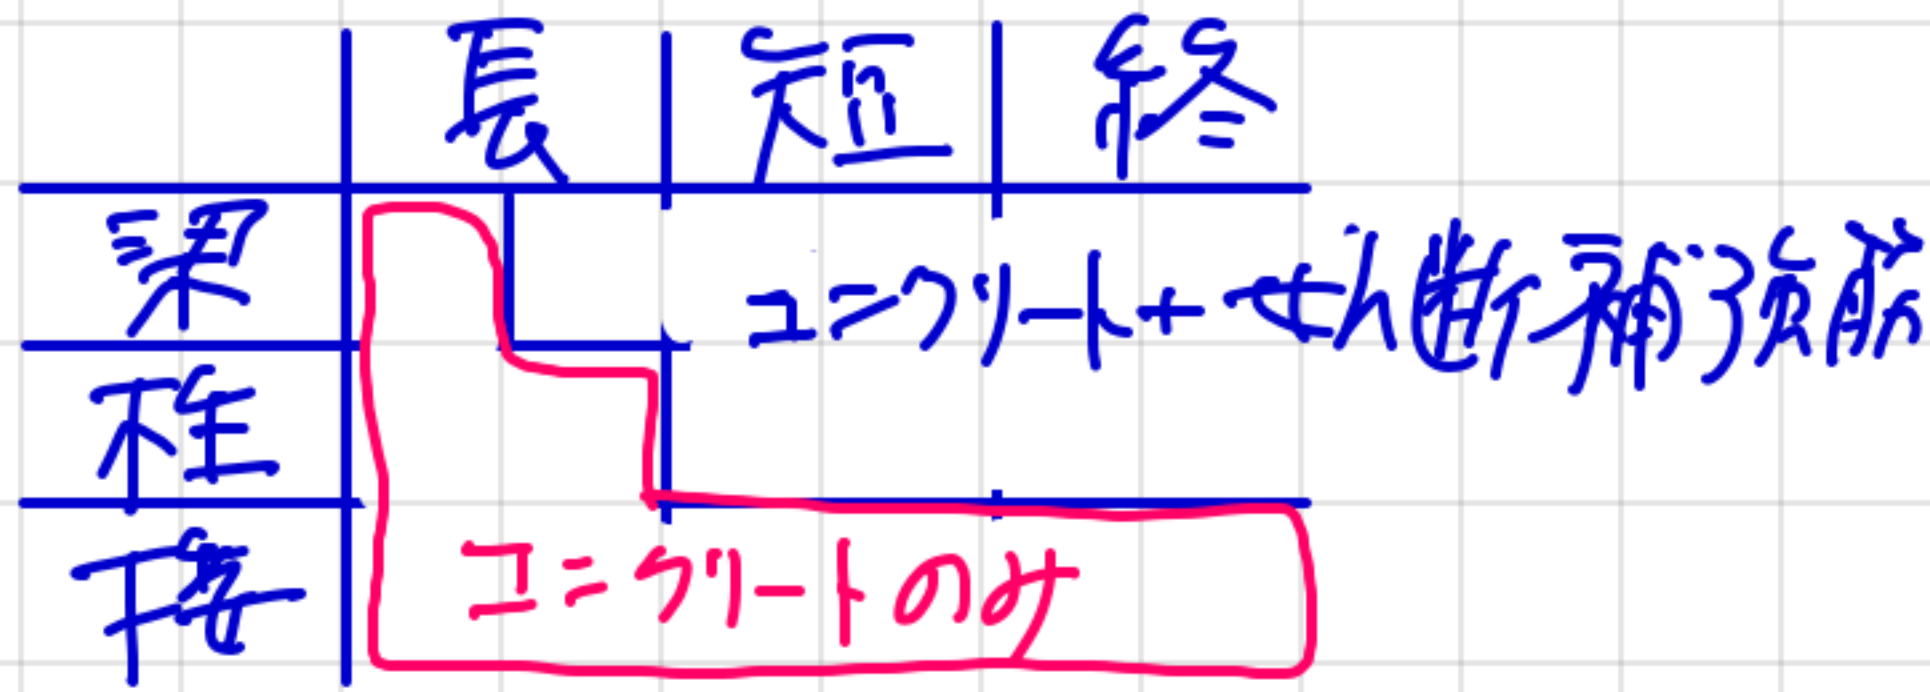 長 短 終
梁
コンクリート+せん断補強筋
柱
接
コンクリートのみ